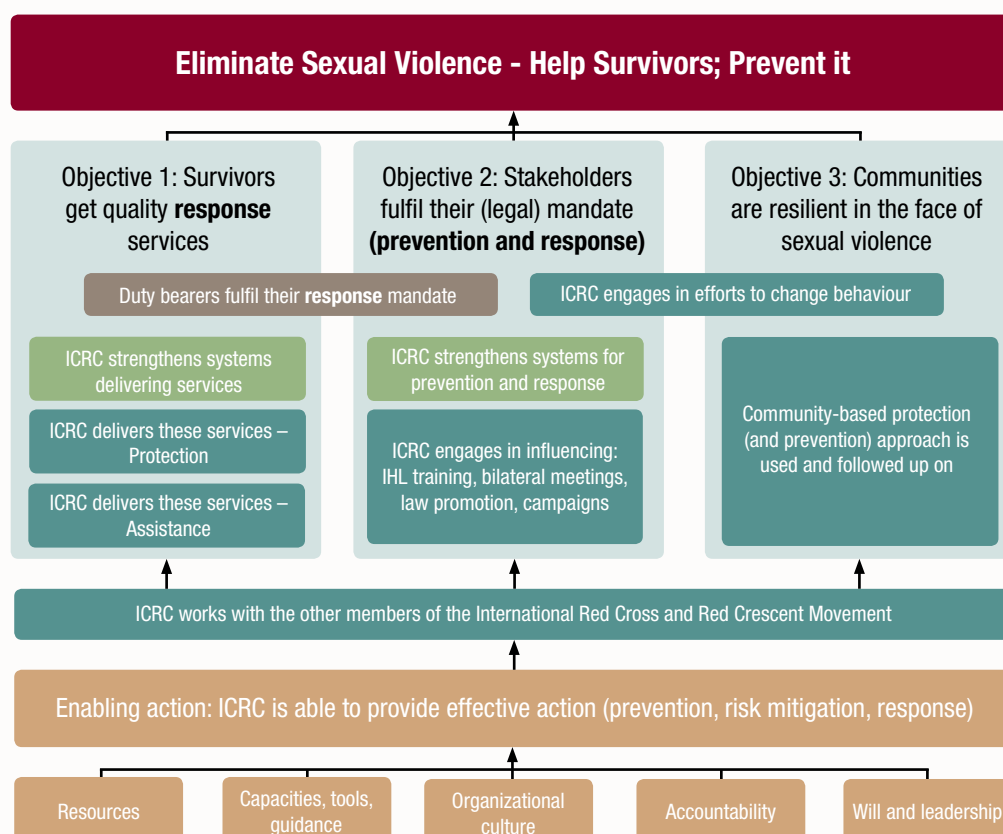 Eliminate Sexual Violence - Help Survivors; Prevent it
Objective 1: Survivors
get quality response
services
Objective 2: Stakeholders
fulfil their (legal) mandate
(prevention and response)
Objective 3: Communities
are resilient in the face of
sexual violence
Duty bearers fulfil their response mandate
ICRC engages in efforts to change behaviour
ICRC strengthens systems
delivering services
ICRC delivers these services –
Protection
ICRC delivers these services –
Assistance
ICRC strengthens systems for
prevention and response
ICRC engages in influencing:
IHL training, bilateral meetings,
law promotion, campaigns
Community-based protection
(and prevention) approach is
used and followed up on
ICRC works with the other members of the International Red Cross and Red Crescent Movement
Enabling action: ICRC is able to provide effective action (prevention, risk mitigation, response)
Resources
Capacities, tools,
guidance
Organizational
culture
Accountability
Will and leadership